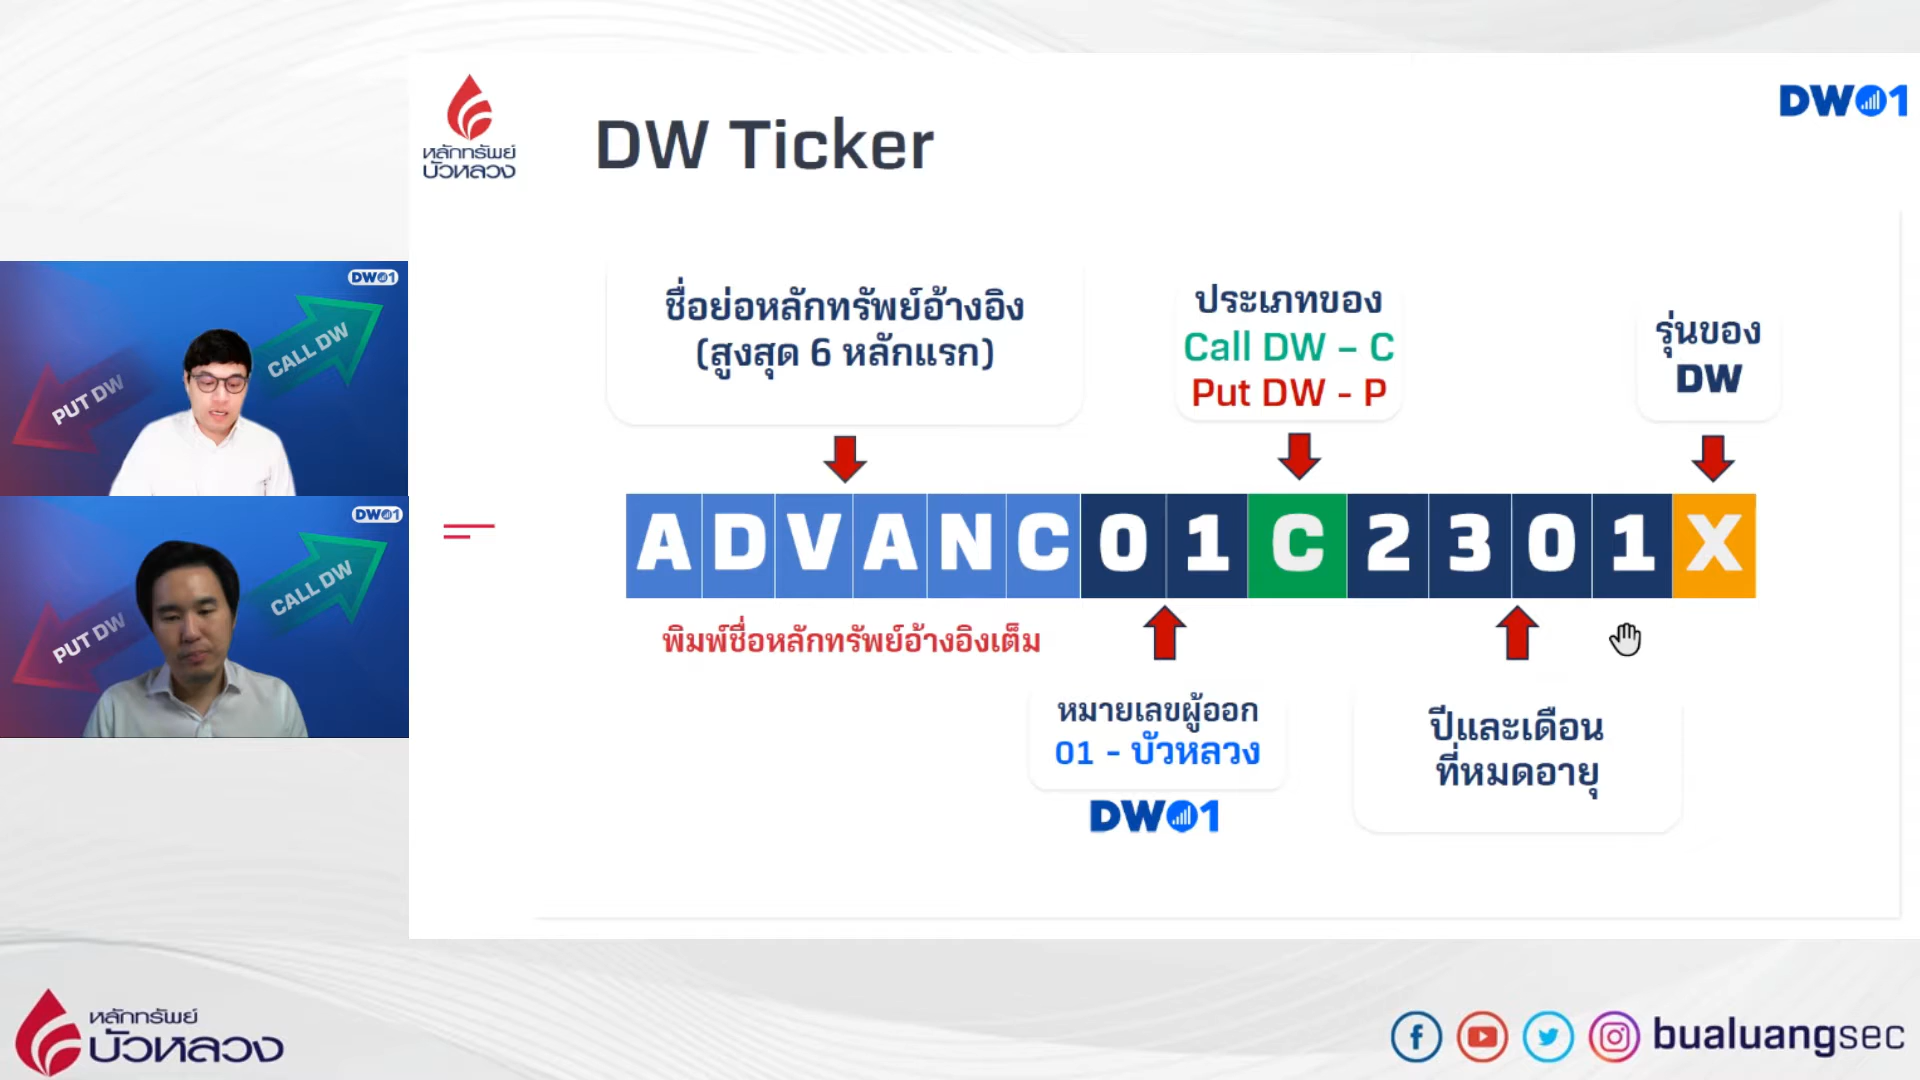 หลักทรัพย์
บัวหลวง
DW Ticker
DW01
ชื่อย่อหลักทรัพย์อ้างอิง
(สูงสุด 6 หลักแรก)
ประเภทของ
Call DW – C
Put DW - P
รุ่นของ
DW
ADVANC01C2301X
พิมพ์ชื่อหลักทรัพย์อ้างอิงเต็ม
หมายเลขผู้ออก
01 - บัวหลวง
DW01
ปีและเดือน
ที่หมดอายุ
DW01
CALL DW
PUT DW
DW01
CALL DW
PUT DW
หลักทรัพย์
บัวหลวง
bualuangsec